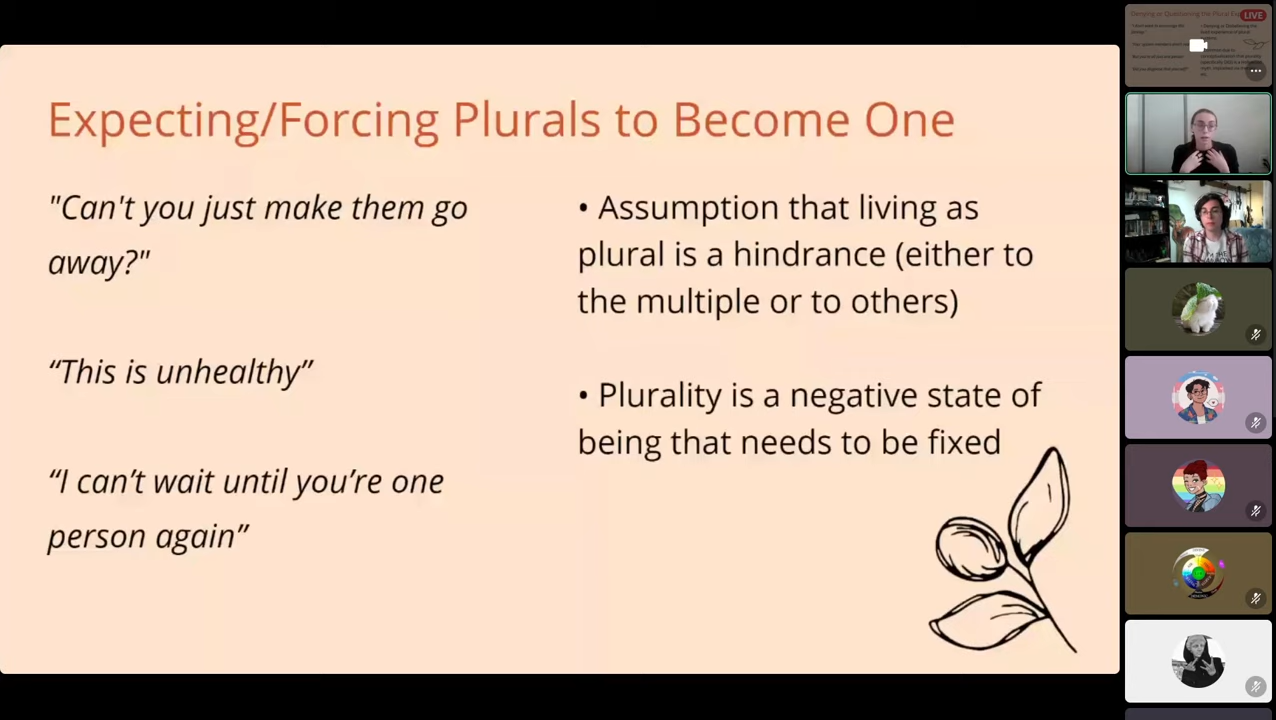 Expecting/Forcing Plurals to Become One
"Can't you just make them go
away?"
“This is unhealthy”
“I can’t wait until you’re one
person again”
• Assumption that living as
plural is a hindrance (either to
the multiple or to others)
• Plurality is a negative state of
being that needs to be fixed
LIVE